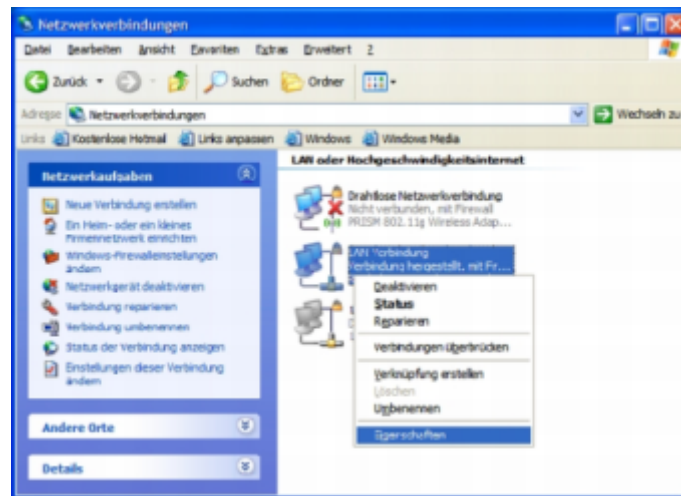 Netzwerkverbindungen
Datei Bearbeiten Ansicht Favoriten Extras Erweitert ?
Zurück Suchen Ordner
Adresse Netzwerkverbindungen Wechseln zu
Links Kostenlose Hotmail Links anpassen Windows Windows Media
LAN oder Hochgeschwindigkeitsinternet
Netzwerkaufgaben
Neue Verbindung erstellen
Ein Heim- oder ein kleines
Firmennetzwerk einrichten
Windows-Firewalleinstellungen
ändern
Netzwerkgerät deaktivieren
Verbindung reparieren
Verbindung umbenennen
Status der Verbindung anzeigen
Einstellungen dieser Verbindung
ändern
Andere Orte
Details
Drahtlose Netzwerkverbindung
Nicht verbunden, mit Firewall
PRISM 802.11g Wireless Adap...
LAN Verbindung
Verbindung hergestellt, mit Fr...
Deaktivieren
Status
Reparieren
Verbindungen überbrücken
Verknüpfung erstellen
Löschen
Umbenennen
Eigenschaften